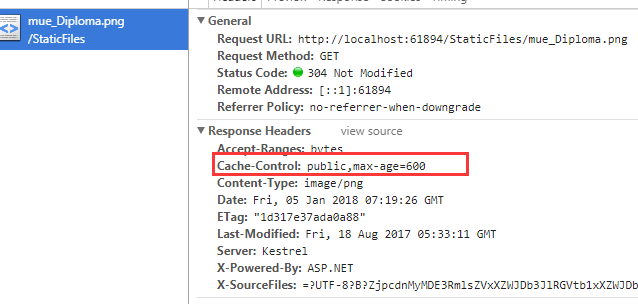 mue_Diploma.png
/StaticFiles
General
Request URL: http://localhost:61894/StaticFiles/mue_Diploma.png
Request Method: GET
Status Code: 304 Not Modified
Remote Address: [::1]:61894
Referrer Policy: no-referrer-when-downgrade
Response Headers view source
Accept-Ranges: bytes
Cache-Control: public,max-age=600
Content-Type: image/png
Date: Fri, 05 Jan 2018 07:19:26 GMT
ETag: "1d317e37ada0a88"
Last-Modified: Fri, 18 Aug 2017 05:33:11 GMT
Server: Kestrel
X-Powered-By: ASP.NET
X-SourceFiles: =?UTF-8?B?ZjpcdnMyMDE3RmlsZVxXZWJDb3JlRGVtb1xXZWJDb